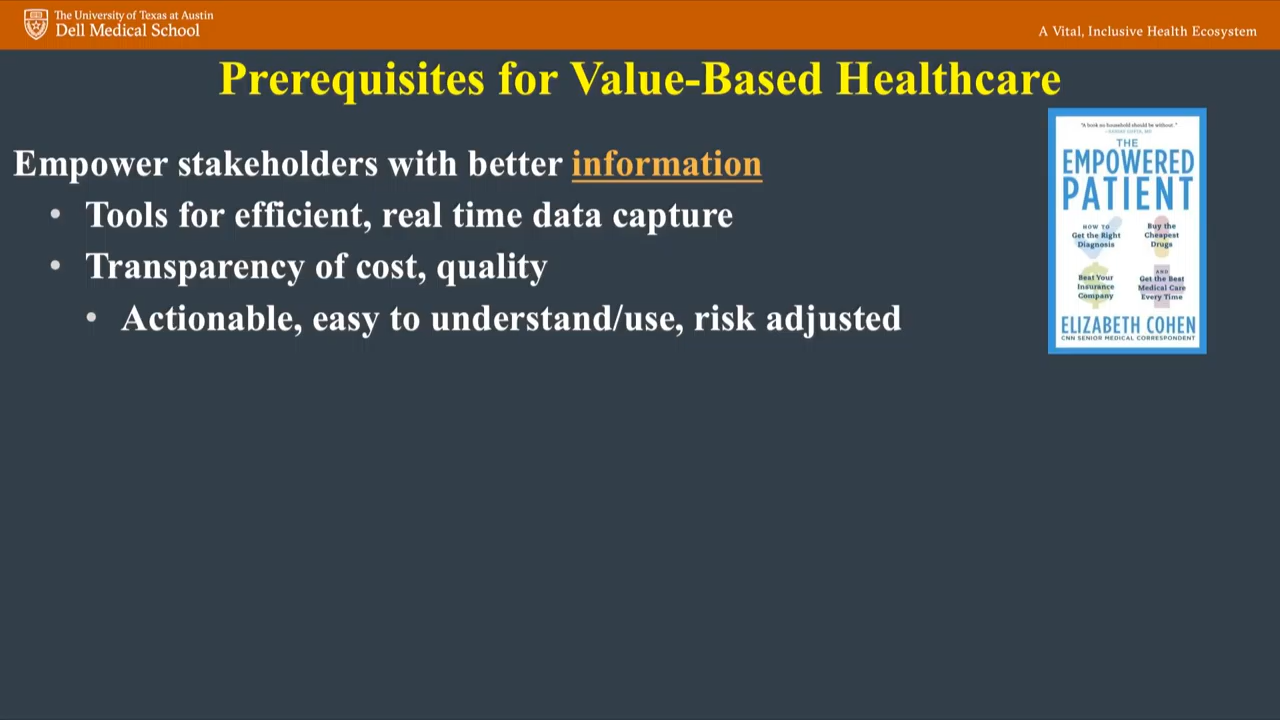 The University of Texas at Austin
Dell Medical School
A Vital, Inclusive Health Ecosystem
Prerequisites for Value-Based Healthcare
Empower stakeholders with better information
• Tools for efficient, real time data capture
• Transparency of cost, quality
• Actionable, easy to understand/use, risk adjusted
"A book no household should be without."
—SANJAY GUPTA, MD
THE
EMPOWERED
PATIENT
HOW TO
Get the Right
Diagnosis
Buy the
Cheapest
Drugs
Beat Your
Insurance
Company
AND
Get the Best
Medical Care
Every Time
ELIZABETH COHEN
CNN SENIOR MEDICAL CORRESPONDENT